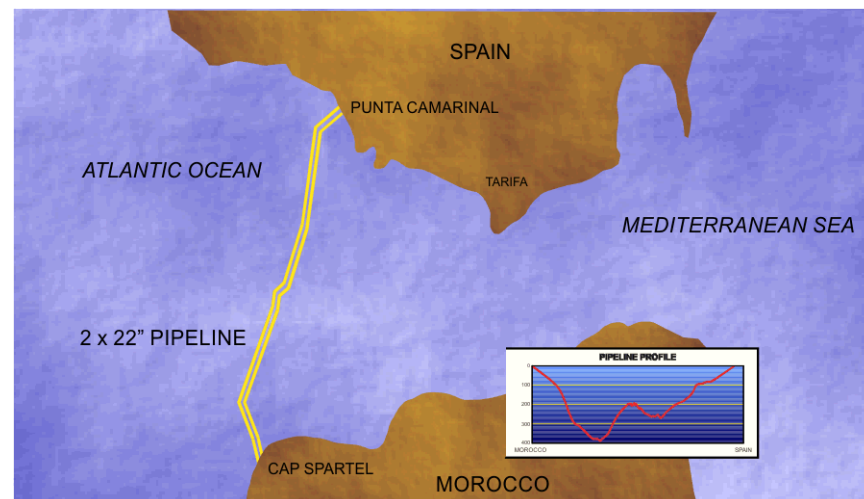 SPAIN
PUNTA CAMARINAL
ATLANTIC OCEAN
TARIFA
MEDITERRANEAN SEA
2 x 22” PIPELINE
PIPELINE PROFILE
0
100
200
300
400
MOROCCO SPAIN
CAP SPARTEL
MOROCCO